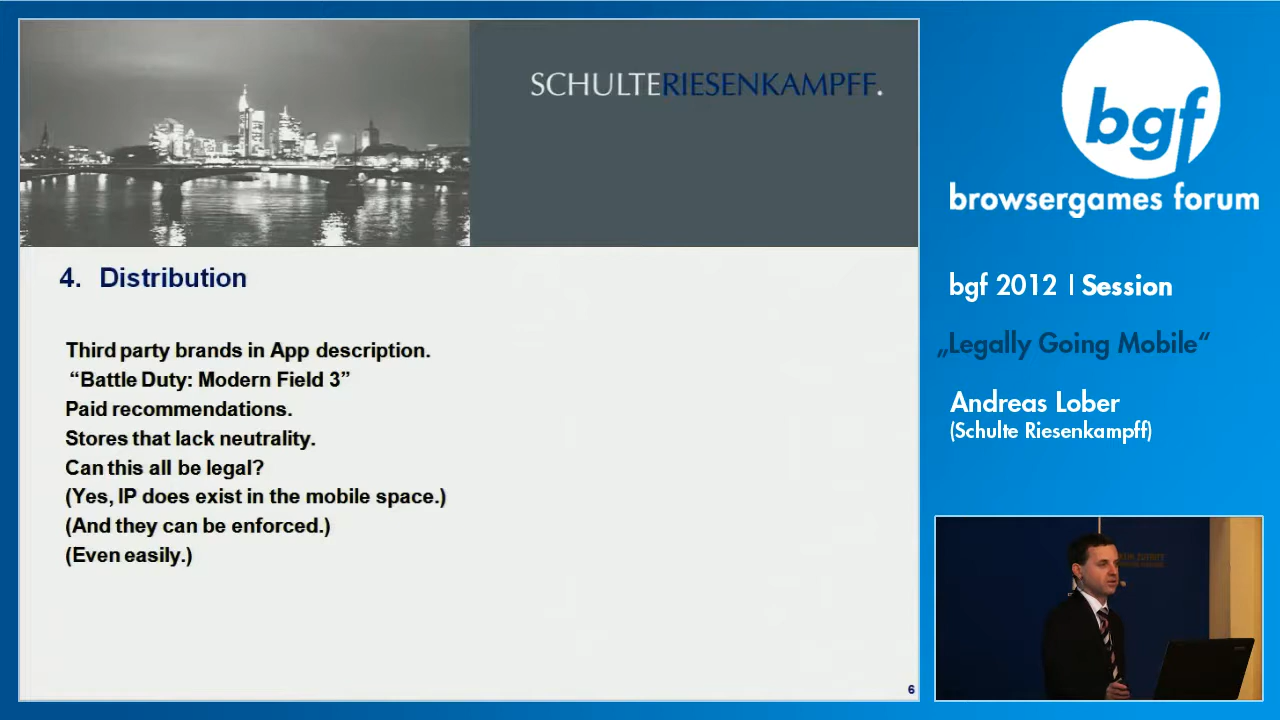 SCHULTERIESENKAMPFF.
4. Distribution
Third party brands in App description.
“Battle Duty: Modern Field 3”
Paid recommendations.
Stores that lack neutrality.
Can this all be legal?
(Yes, IP does exist in the mobile space.)
(And they can be enforced.)
(Even easily.)
6
bgf
browsergames forum
bgf 2012 | Session
„Legally Going Mobile“
Andreas Lober
(Schulte Riesenkampff)